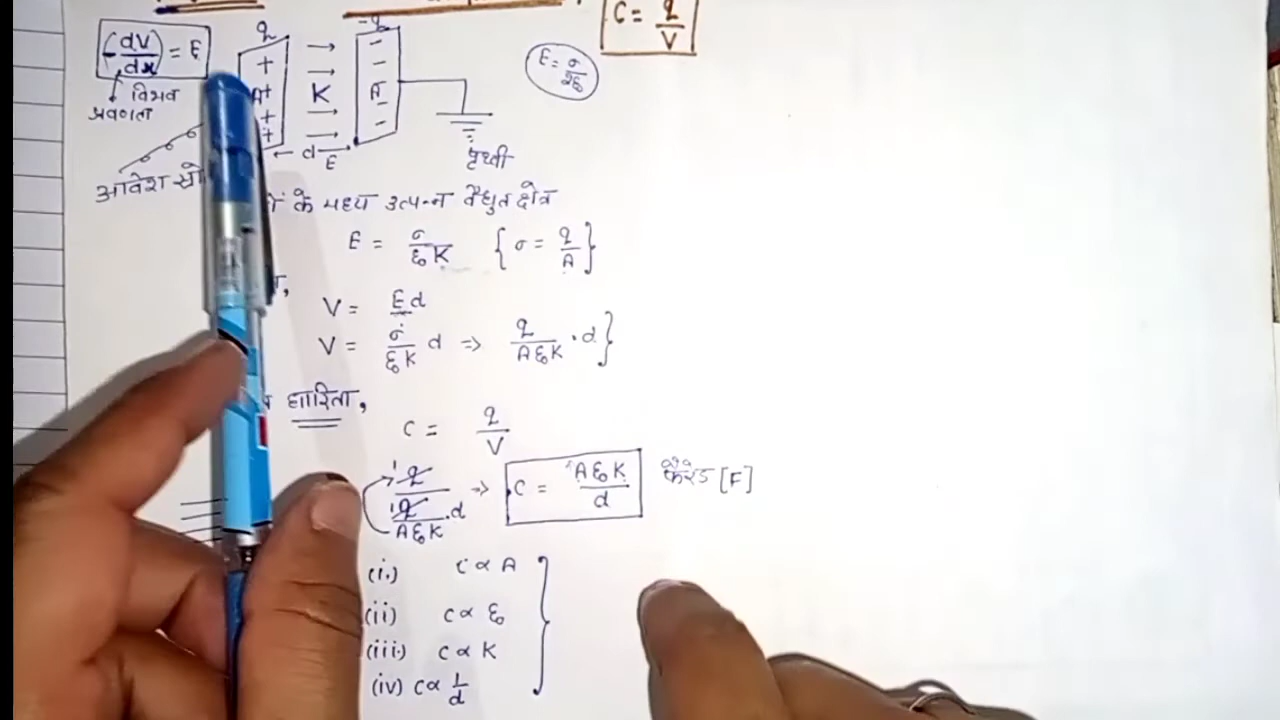 C = q/V
(-dV/dx) = E
विभव
प्रवणता
q
-q
E = σ/2ε₀
+
+
A+
+
+
K
−
−
A−
−
← d →
E
पृथ्वी
आवेश
के मध्य उत्पन्न वैद्युत क्षेत्र
E = σ/ε₀K {σ = q/A}
V = Ed
V = σ/ε₀K d ⇒ q/Aε₀K · d}
धारिता,
C = q/V
q/(q/Aε₀K .d) → C = Aε₀K/d फैरड [F]
(i.) C ∝ A
(ii) C ∝ ε₀
(iii.) C ∝ K
(iv) C ∝ 1/d